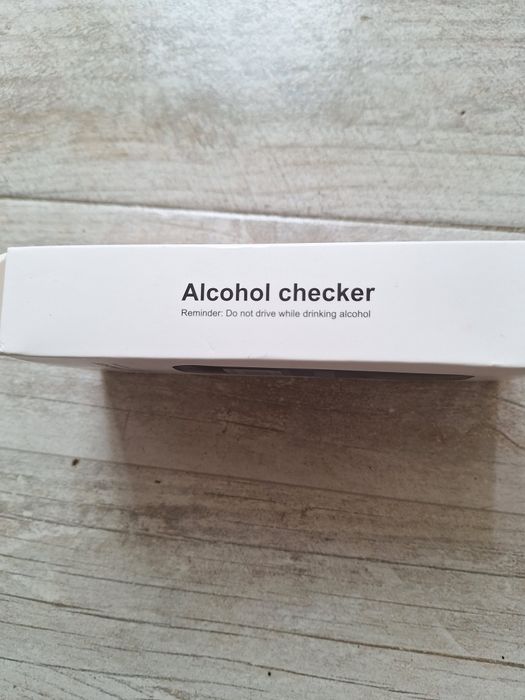 Alcohol checker
Reminder: Do not drive while drinking alcohol